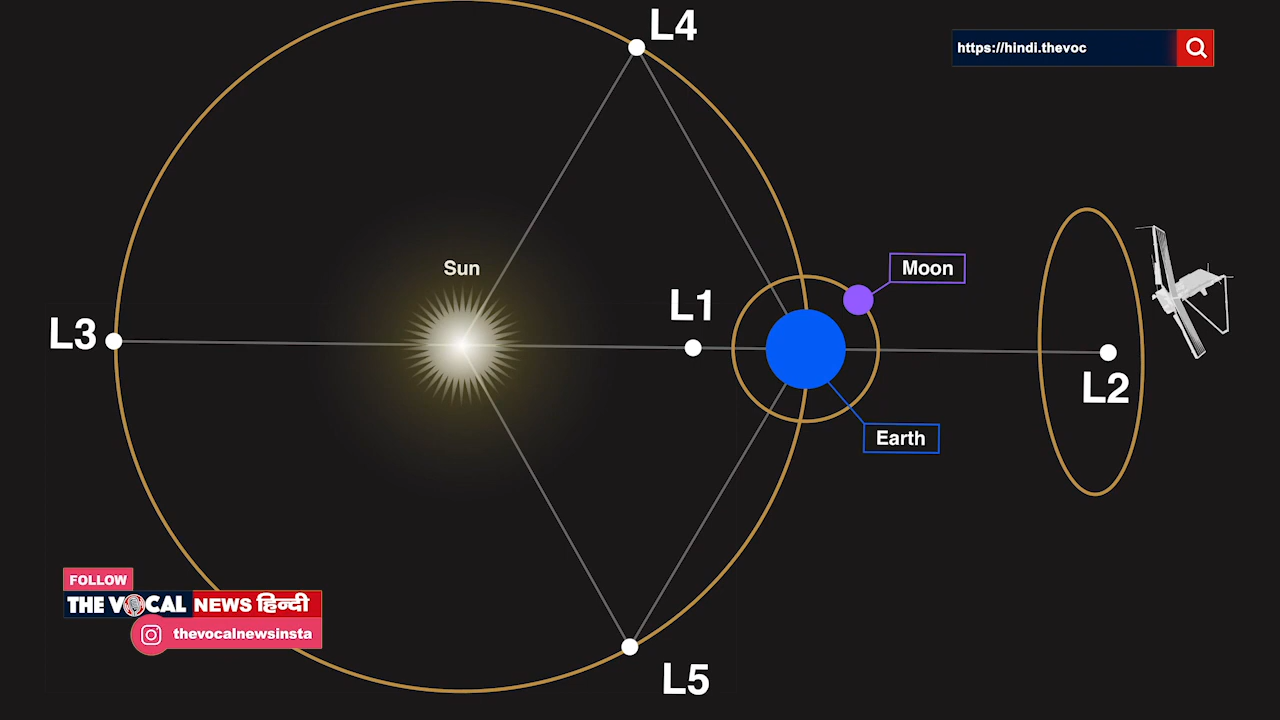 L4
https://hindi.thevoc
Sun
Moon
L1
L3
L2
Earth
FOLLOW
THE VOCAL NEWS हिन्दी
thevocalnewsinsta
L5